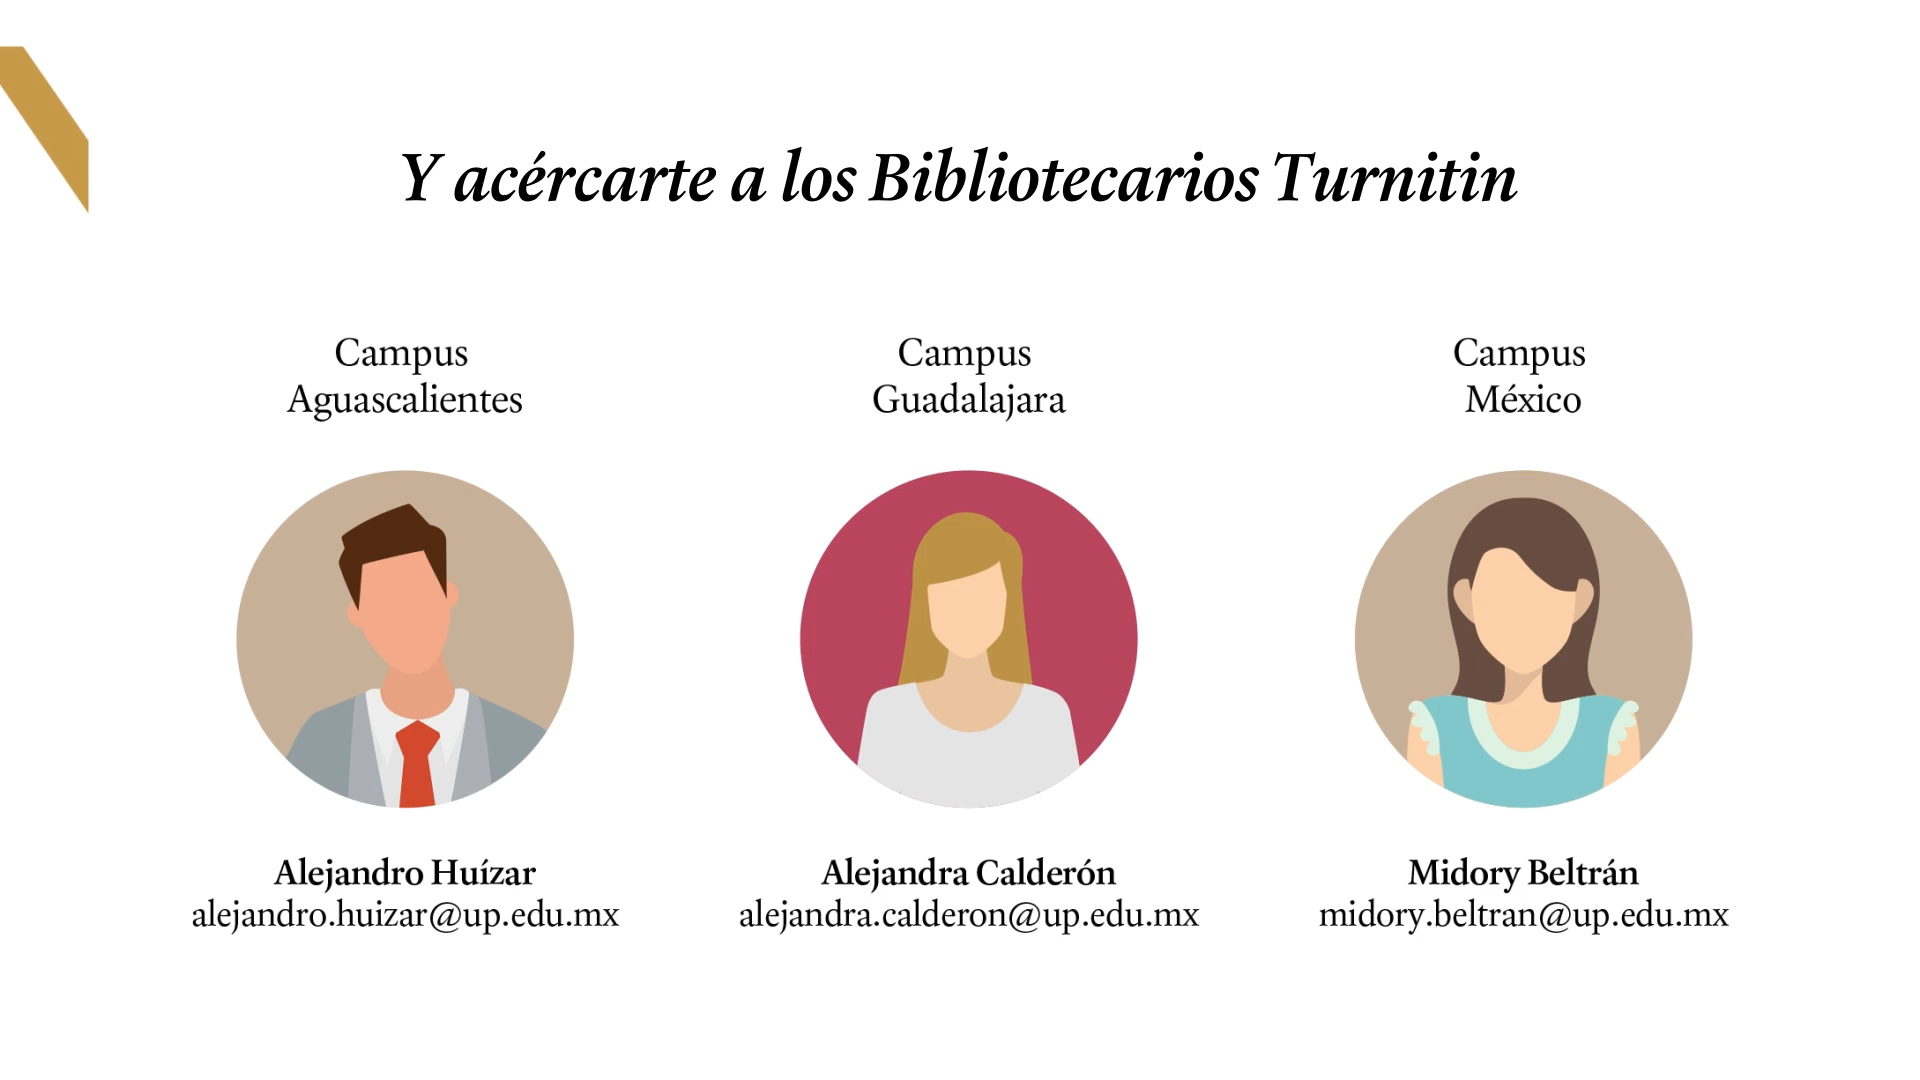 Y acércarte a los Bibliotecarios Turnitin
Campus
Aguascalientes
Campus
Guadalajara
Campus
México
Alejandro Huízar
alejandro.huizar@up.edu.mx
Alejandra Calderón
alejandra.calderon@up.edu.mx
Midory Beltrán
midory.beltran@up.edu.mx